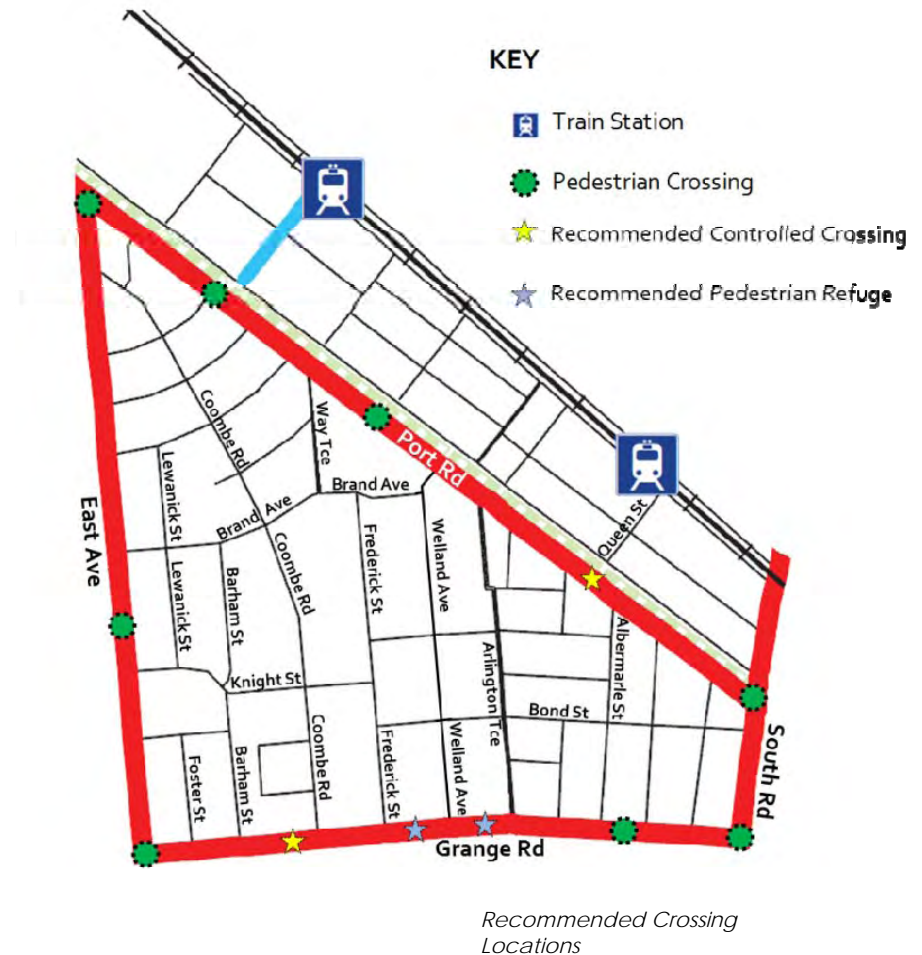 KEY
Train Station
Pedestrian Crossing
Recommended Controlled Crossing
Recommended Pedestrian Refuge
Coombe Rd
Way Tce
Port Rd
Brand Ave
Lewanick St
Brand Ave
East Ave
Queen St
Coombe Rd
Frederick St
Welland Ave
Lewanick St
Barham St
Albermarle St
Arlington Tce
Knight St
Bond St
Coombe Rd
Frederick St
Welland Ave
South Rd
Foster St
Barham St
Grange Rd
Recommended Crossing
Locations